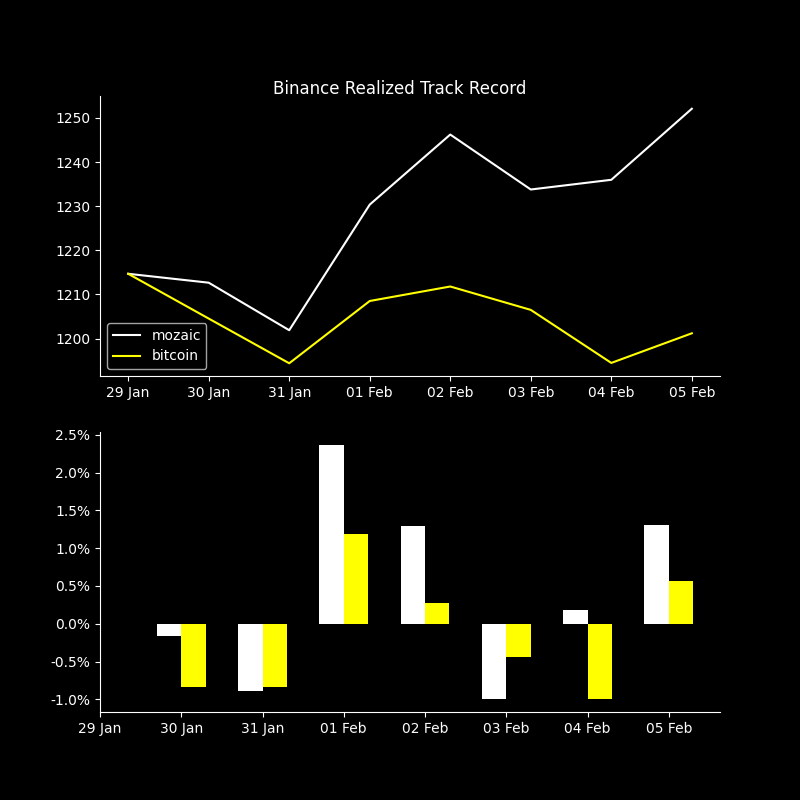 Binance Realized Track Record
1250
1240
1230
1220
1210
1200
mozaic
bitcoin
29 Jan 30 Jan 31 Jan 01 Feb 02 Feb 03 Feb 04 Feb 05 Feb
2.5%
2.0%
1.5%
1.0%
0.5%
0.0%
-0.5%
-1.0%
29 Jan 30 Jan 31 Jan 01 Feb 02 Feb 03 Feb 04 Feb 05 Feb